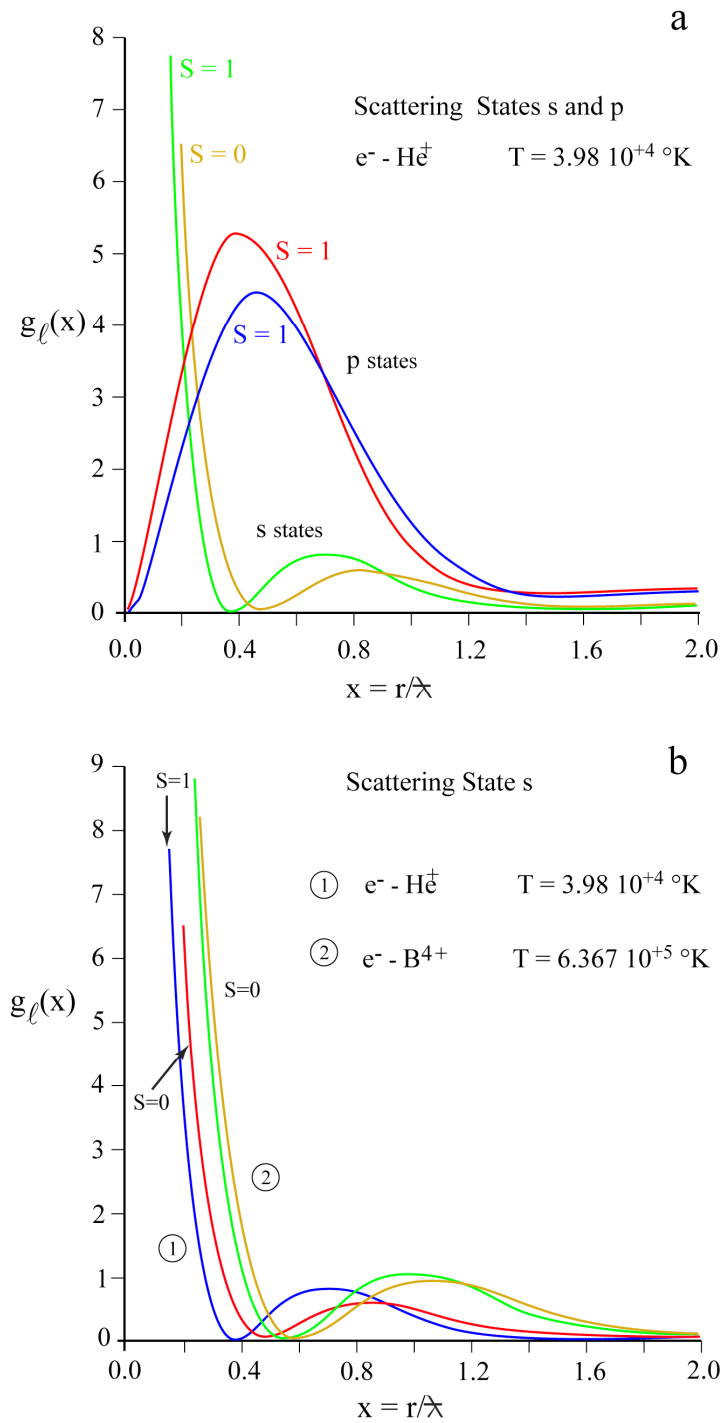 a
8
S = 1
7
Scattering States s and p
e⁻ - He⁺ T = 3.98 10⁺⁴ °K
S = 0
6
5
S = 1
gℓ(x)
4
S = 1
p states
3
2
s states
1
0
0.0 0.4 0.8 1.2 1.6 2.0
x = r/ƛ
b
9
S=1
Scattering State s
8
① e⁻ - He⁺ T = 3.98 10⁺⁴ °K
7
② e⁻ - B⁴⁺ T = 6.367 10⁺⁵ °K
6
S=0
gℓ(x)
5
4
S=0
3
②
2
①
1
0
0.0 0.4 0.8 1.2 1.6 2.0
x = r/ƛ